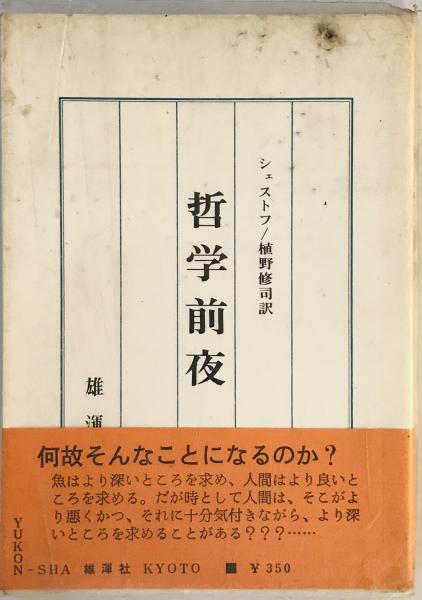 シェストフ/植野修司訳
哲学前夜
雄渾
何故そんなことになるのか?
魚はより深いところを求め、人間はより良いと
ころを求める。だが時として人間は、そこがよ
り悪くかつ、それに十分気付きながら、より深
いところを求めることがある???……
YUKON-SHA 雄渾社 KYOTO ¥350